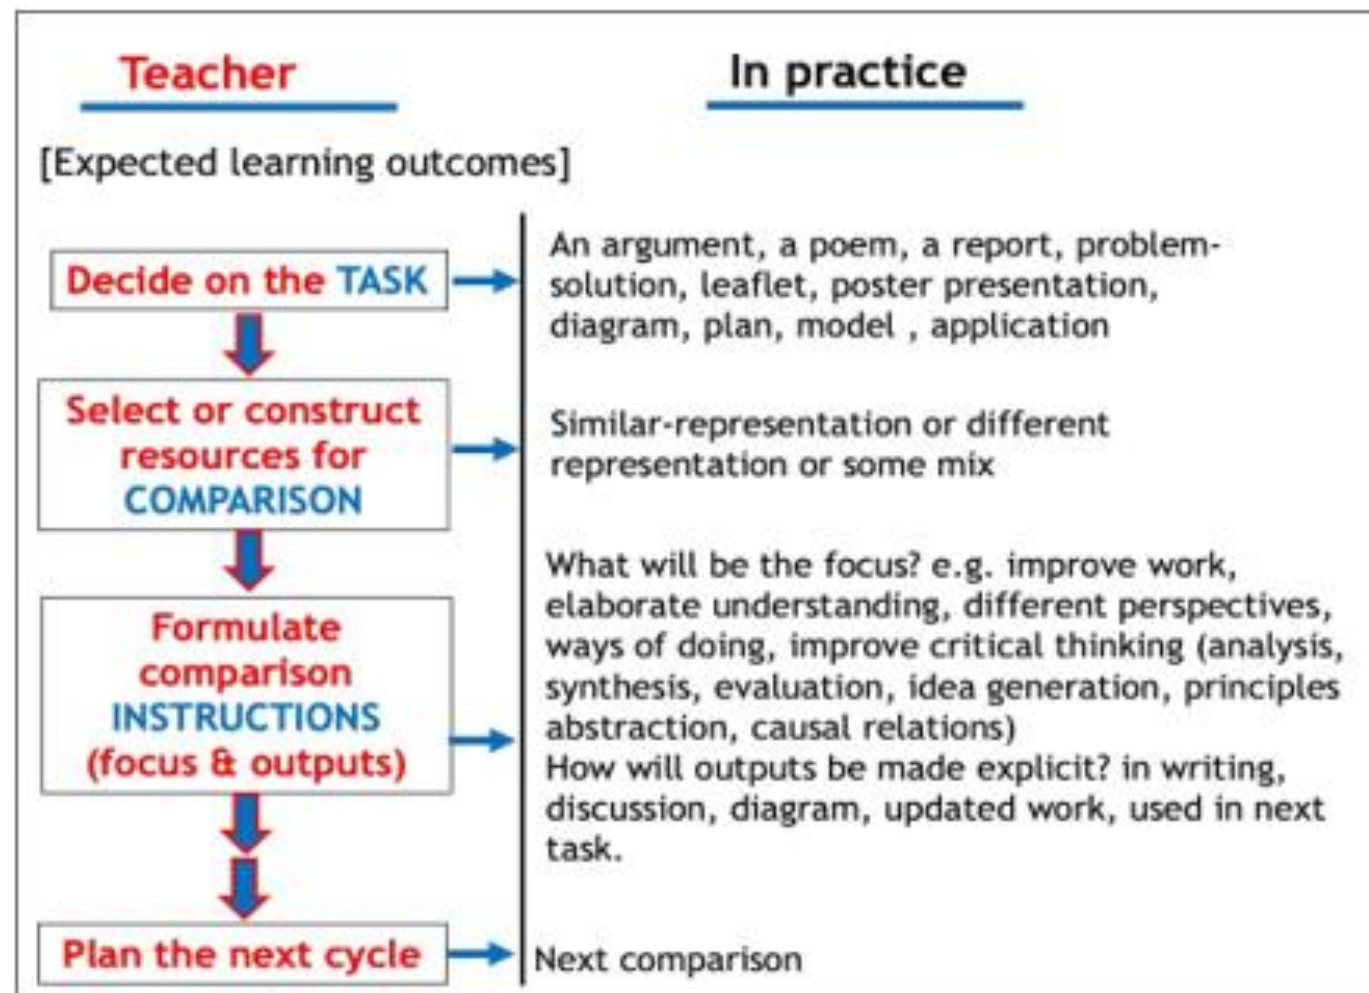 Teacher
In practice
[Expected learning outcomes]
Decide on the TASK
An argument, a poem, a report, problem-
solution, leaflet, poster presentation,
diagram, plan, model , application
Select or construct
resources for
COMPARISON
Similar-representation or different
representation or some mix
Formulate
comparison
INSTRUCTIONS
(focus & outputs)
What will be the focus? e.g. improve work,
elaborate understanding, different perspectives,
ways of doing, improve critical thinking (analysis,
synthesis, evaluation, idea generation, principles
abstraction, causal relations)
How will outputs be made explicit? in writing,
discussion, diagram, updated work, used in next
task.
Plan the next cycle
Next comparison